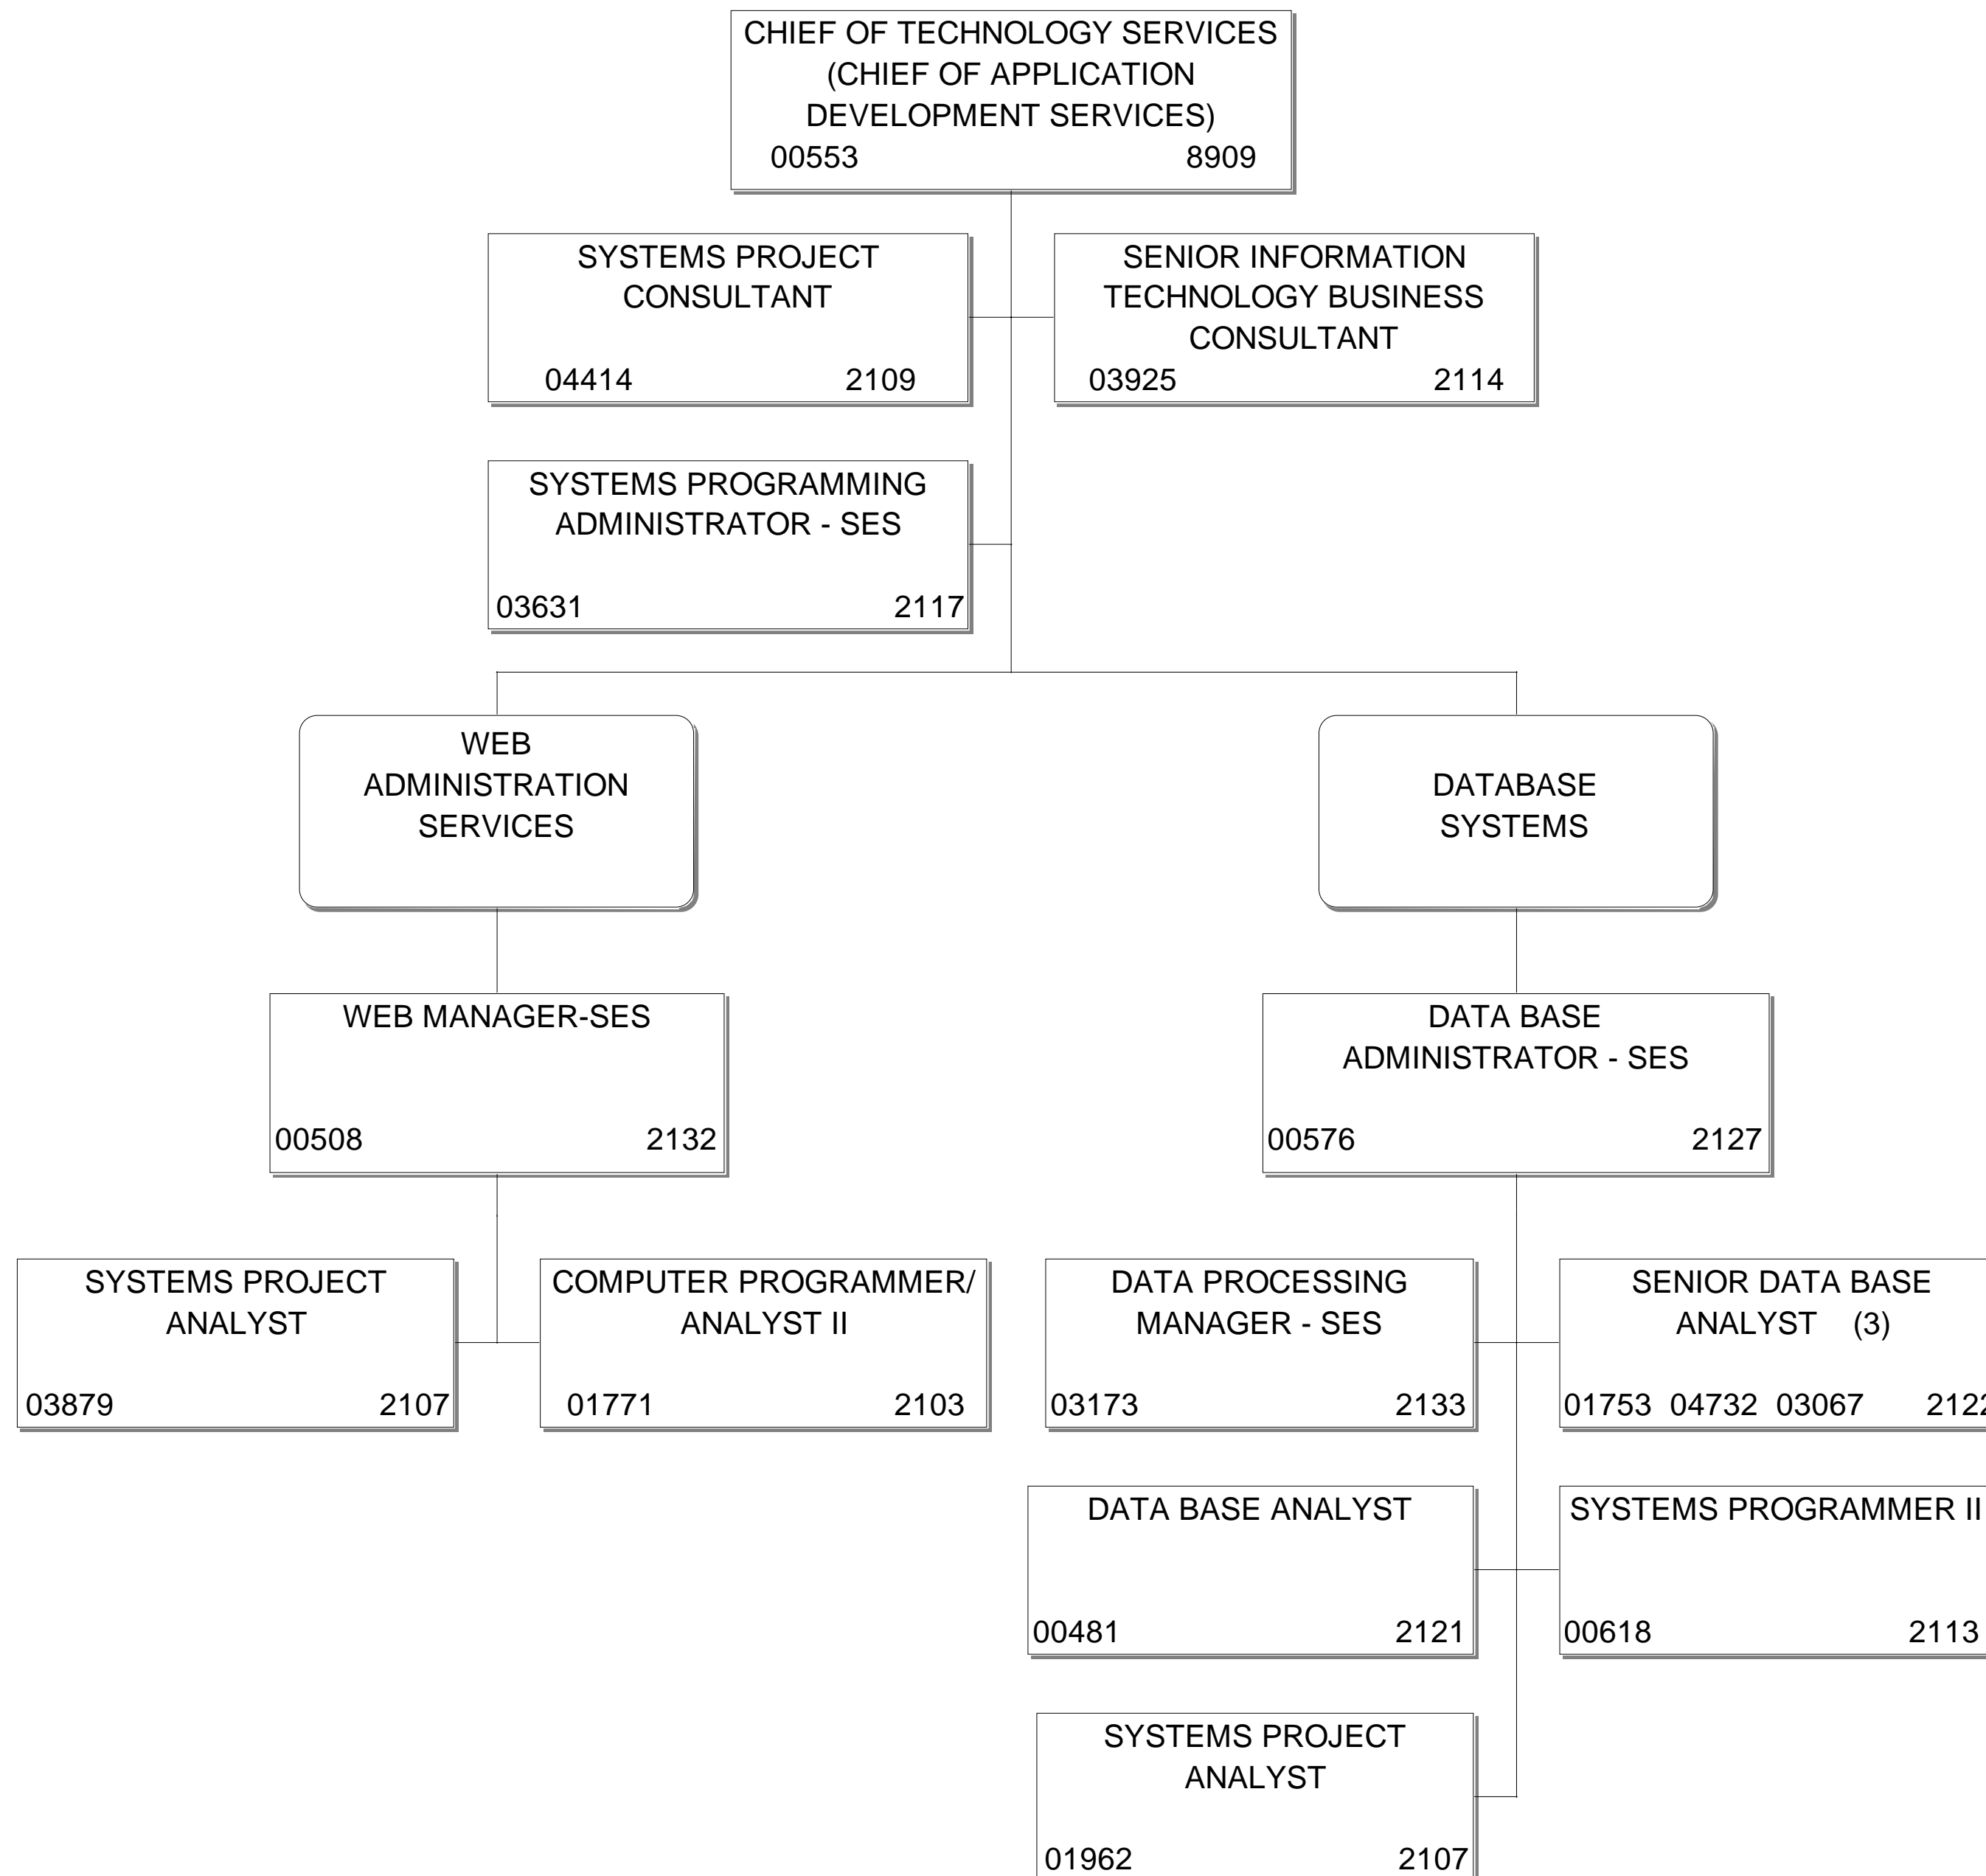 CHIEF OF TECHNOLOGY SERVICES
(CHIEF OF APPLICATION
DEVELOPMENT SERVICES)
00553 8909
SYSTEMS PROJECT
CONSULTANT
04414 2109
SENIOR INFORMATION
TECHNOLOGY BUSINESS
CONSULTANT
03925 2114
SYSTEMS PROGRAMMING
ADMINISTRATOR - SES
03631 2117
WEB
ADMINISTRATION
SERVICES
DATABASE
SYSTEMS
WEB MANAGER-SES
00508 2132
DATA BASE
ADMINISTRATOR - SES
00576 2127
SYSTEMS PROJECT
ANALYST
03879 2107
COMPUTER PROGRAMMER/
ANALYST II
01771 2103
DATA PROCESSING
MANAGER - SES
03173 2133
SENIOR DATA BASE
ANALYST (3)
01753 04732 03067 2122
DATA BASE ANALYST
00481 2121
SYSTEMS PROGRAMMER II
00618 2113
SYSTEMS PROJECT
ANALYST
01962 2107